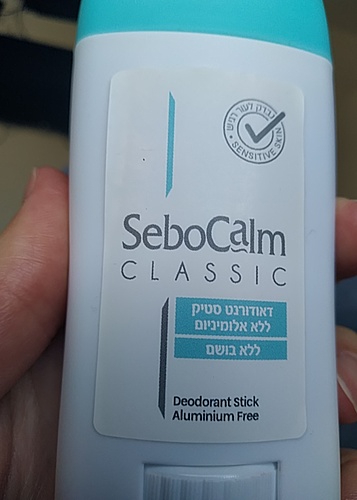 נבדק לעור רגיש
SENSITIVE SKIN
SeboCalm
CLASSIC
דאודורנט סטיק
ללא אלומיניום
ללא בושם
Deodorant Stick
Aluminium Free